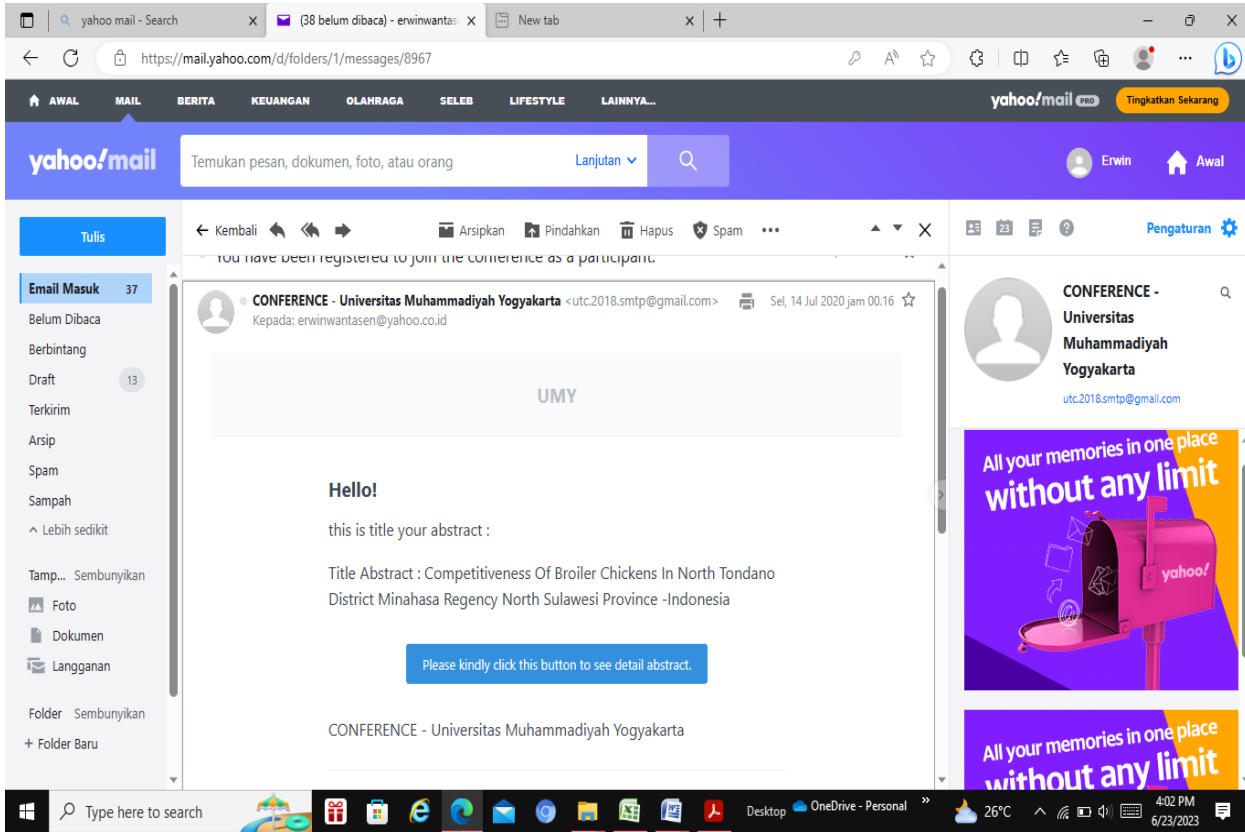 yahoo mail - Search
(38 belum dibaca) - erwinwantas
New tab
https://mail.yahoo.com/d/folders/1/messages/8967
AWAL MAIL BERITA KEUANGAN OLAHRAGA SELEB LIFESTYLE LAINNYA...
yahoo!mail PRO Tingkatkan Sekarang
yahoo!mail
Temukan pesan, dokumen, foto, atau orang Lanjutan
Erwin Awal
Tulis
Kembali Arsipkan Pindahkan Hapus Spam
23 Pengaturan
You have been registered to join the conference as a participant.
Email Masuk 37
Belum Dibaca
Berbintang
Draft 13
Terkirim
Arsip
Spam
Sampah
Lebih sedikit
Tamp... Sembunyikan
Foto
Dokumen
Langganan
Folder Sembunyikan
+ Folder Baru
CONFERENCE - Universitas Muhammadiyah Yogyakarta <utc.2018.smtp@gmail.com> Sel, 14 Jul 2020 jam 00.16
Kepada: erwinwantasen@yahoo.co.id
UMY
Hello!
this is title your abstract :
Title Abstract : Competitiveness Of Broiler Chickens In North Tondano
District Minahasa Regency North Sulawesi Province -Indonesia
Please kindly click this button to see detail abstract.
CONFERENCE - Universitas Muhammadiyah Yogyakarta
CONFERENCE -
Universitas
Muhammadiyah
Yogyakarta
utc.2018.smtp@gmail.com
All your memories in one place
without any limit
yahoo!
All your memories in one place
without any limit
Type here to search
Desktop OneDrive - Personal
26°C
4:02 PM
6/23/2023